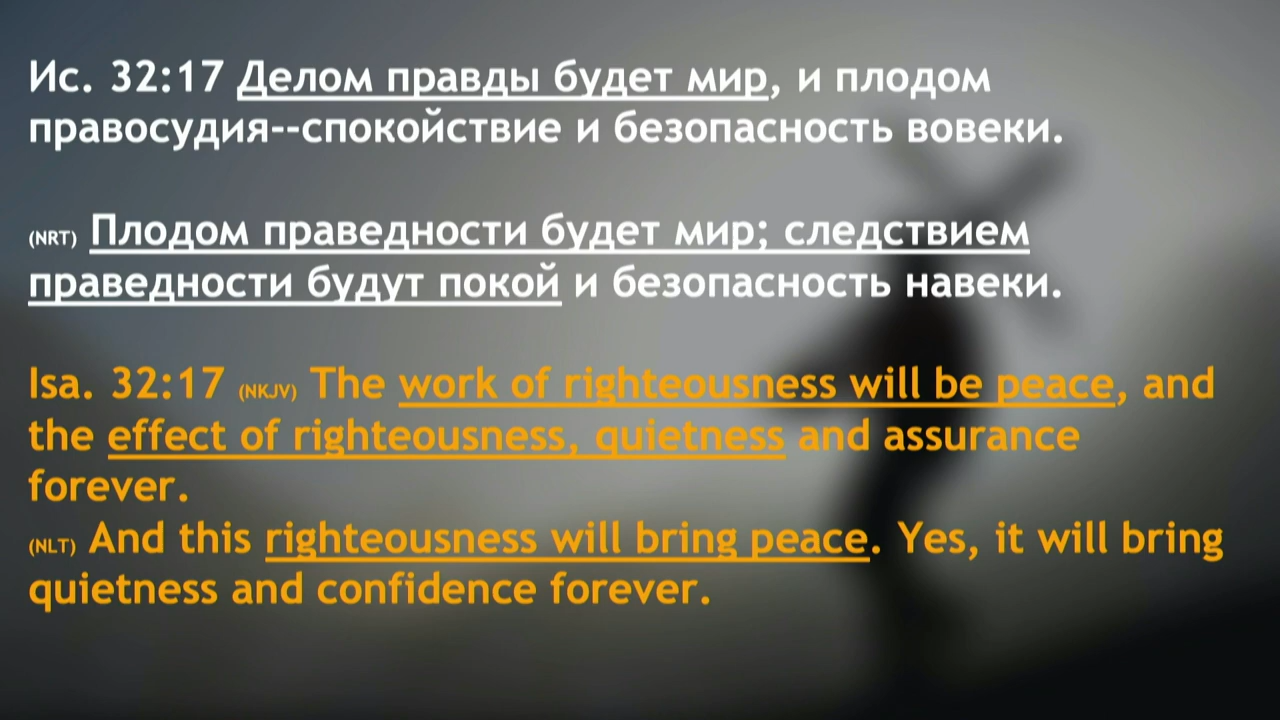 Ис. 32:17 Делом правды будет мир, и плодом
правосудия--спокойствие и безопасность вовеки.
(NRT) Плодом праведности будет мир; следствием
праведности будут покой и безопасность навеки.
Isa. 32:17 (NKJV) The work of righteousness will be peace, and
the effect of righteousness, quietness and assurance
forever.
(NLT) And this righteousness will bring peace. Yes, it will bring
quietness and confidence forever.